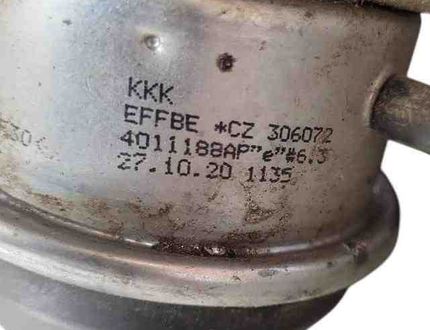 KKK
EFFBE *CZ 306072
4011188AP"e"#6.3
27.10.20 1135